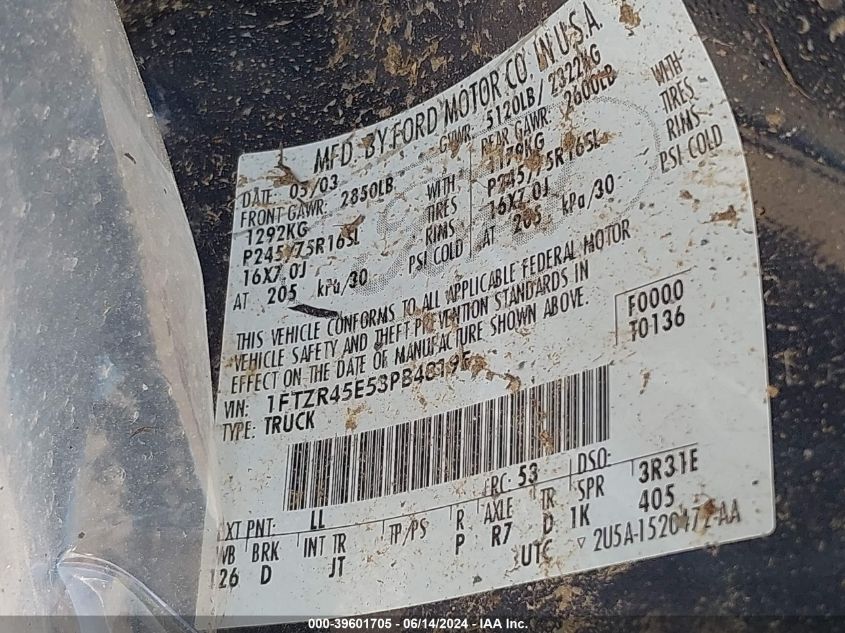 MFD. BY FORD MOTOR CO. IN U.S.A.
DATE: 03/03 GVWR: 5120LB / 2322KG
FRONT GAWR: 2850LB REAR GAWR: 2600LB
1292KG WITH 1179KG WITH
P245/75R16SL TIRES P245/75R16SL TIRES
16X7.0J RIMS 16X7.0J RIMS
AT 205 kPa/30 PSI COLD AT 205 kPa/30 PSI COLD
THIS VEHICLE CONFORMS TO ALL APPLICABLE FEDERAL MOTOR
VEHICLE SAFETY AND THEFT PREVENTION STANDARDS IN
EFFECT ON THE DATE OF MANUFACTURE SHOWN ABOVE.
F0000
T0136
VIN: 1FTZR45E53PB4819
TYPE: TRUCK
RC: 53 DSO:
XT PNT: LL 3R31E
WB BRK INT TR TP/PS R AXLE TR SPR 405
126 D JT P R7 D 1K
UTC ▽ 2U5A-1520472-AA
000-39601705 - 06/14/2024 - IAA Inc.